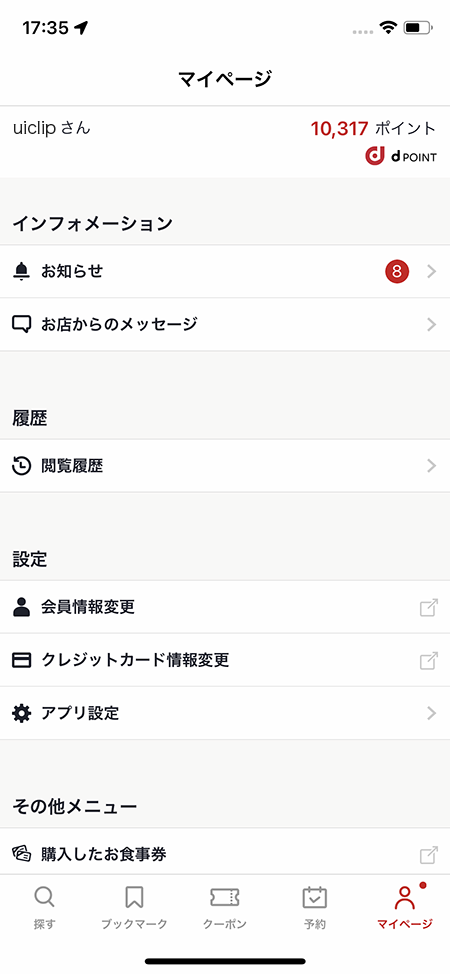 17:35
マイページ
uiclip さん
10,317 ポイント
d d POINT
インフォメーション
お知らせ 8
お店からのメッセージ
履歴
閲覧履歴
設定
会員情報変更
クレジットカード情報変更
アプリ設定
その他メニュー
購入したお食事券
探す ブックマーク クーポン 予約 マイページ